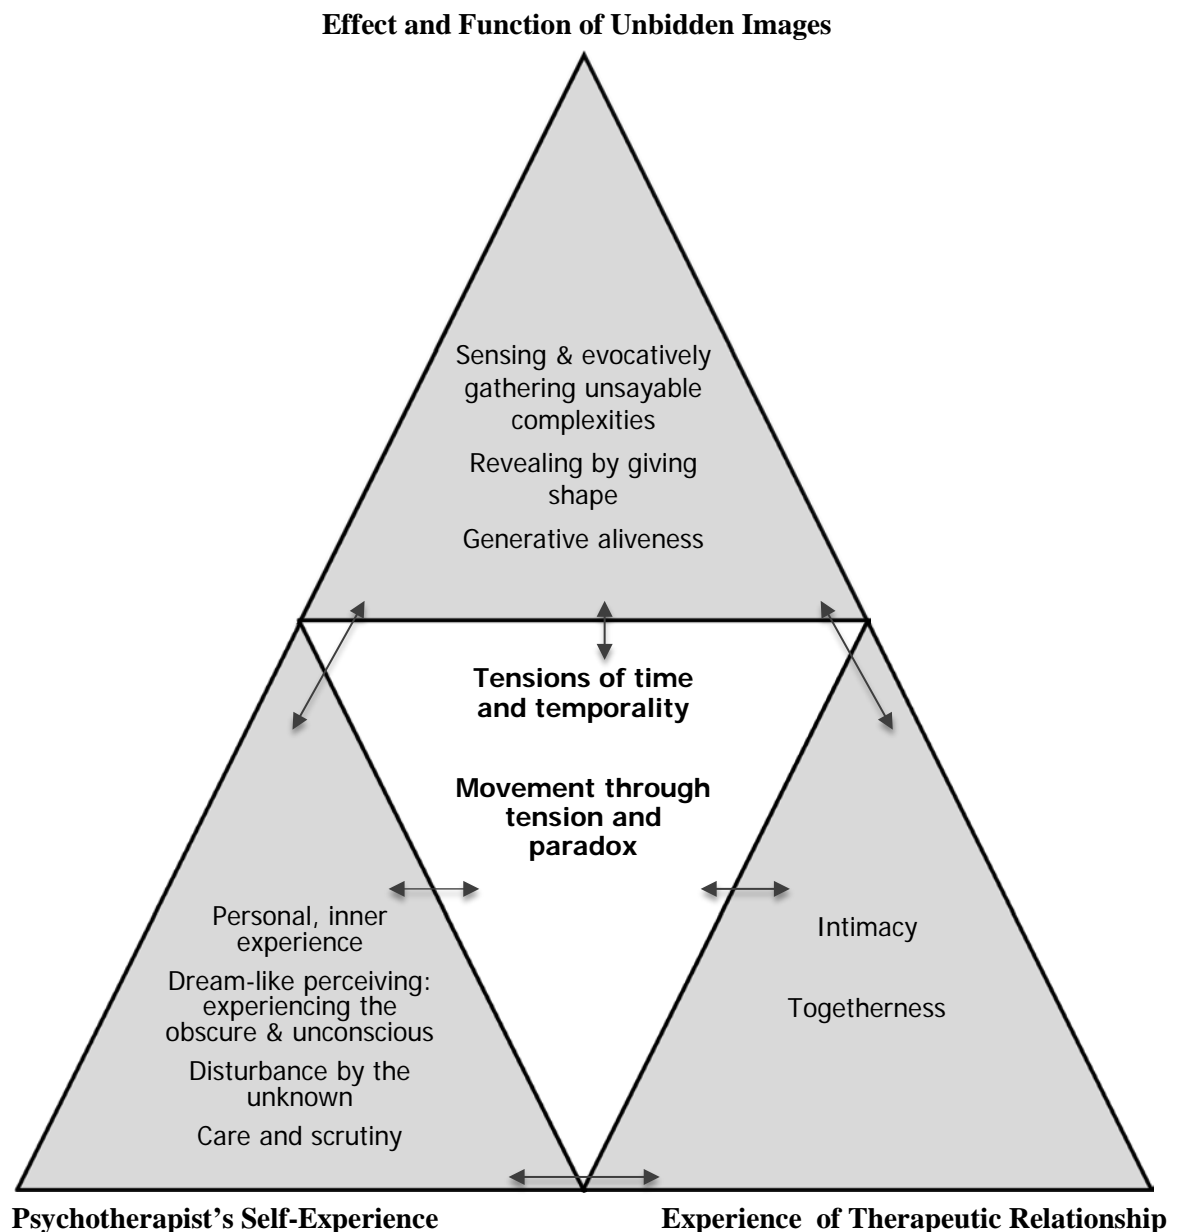 Effect and Function of Unbidden Images
Sensing & evocatively
gathering unsayable
complexities
Revealing by giving
shape
Generative aliveness
Tensions of time
and temporality
Movement through
tension and
paradox
Personal, inner
experience
Dream-like perceiving:
experiencing the
obscure & unconscious
Disturbance by the
unknown
Care and scrutiny
Intimacy
Togetherness
Psychotherapist's Self-Experience
Experience of Therapeutic Relationship